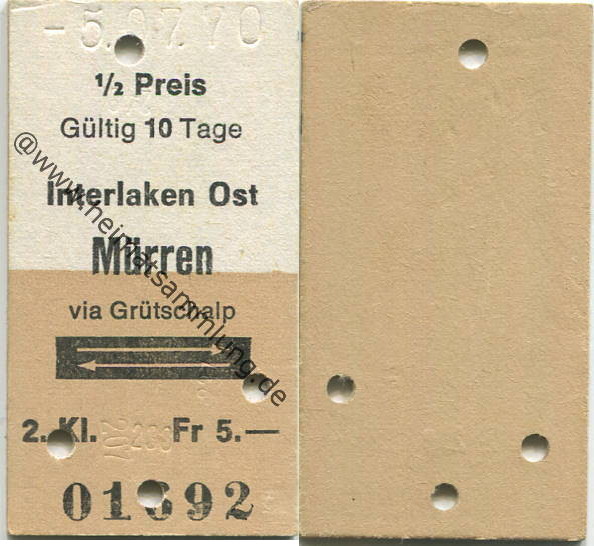 -5.07.70
1/2 Preis
Gültig 10 Tage
Interlaken Ost
Mürren
via Grütschalp
2. Kl. Fr 5.—
01692
@www.heimatsammlung.de